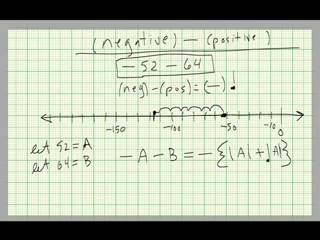 (negative) - (positive)
- 52 - 64
(neg) - (pos) = (-) !
-150 -100 -50 -10 0
let 52 = A
let 64 = B
- A - B = - { |A| + |A| }